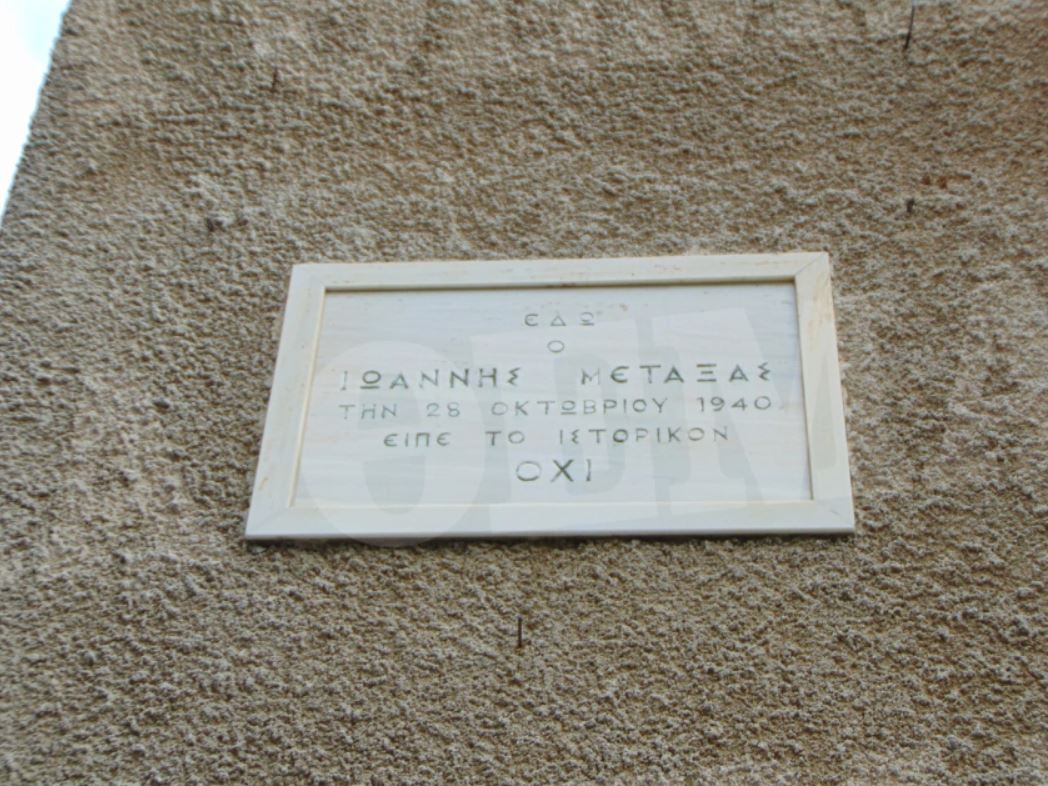 ΕΔΩ
Ο
ΙΩΑΝΝΗΣ ΜΕΤΑΞΑΣ
ΤΗΝ 28 ΟΚΤΩΒΡΙΟΥ 1940
ΕΙΠΕ ΤΟ ΙΣΤΟΡΙΚΟΝ
ΟΧΙ